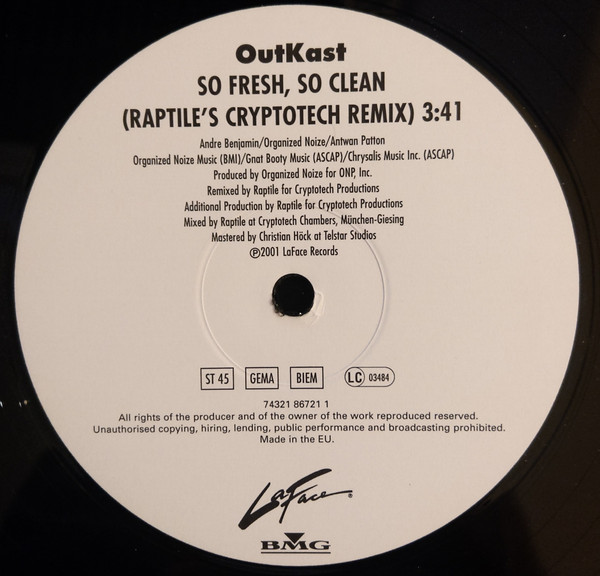 OutKast
SO FRESH, SO CLEAN
(RAPTILE'S CRYPTOTECH REMIX) 3:41
Andre Benjamin/Organized Noize/Antwan Patton
Organized Noize Music (BMI)/Gnat Booty Music (ASCAP)/Chrysalis Music Inc. (ASCAP)
Produced by Organized Noize for ONP, Inc.
Remixed by Raptile for Cryptotech Productions
Additional Production by Raptile for Cryptotech Productions
Mixed by Raptile at Cryptotech Chambers, München-Giesing
Mastered by Christian Höck at Telstar Studios
℗2001 LaFace Records
ST 45 GEMA BIEM LC 03484
74321 86721 1
All rights of the producer and of the owner of the work reproduced reserved.
Unauthorised copying, hiring, lending, public performance and broadcasting prohibited.
Made in the EU.
LaFace®
BMG